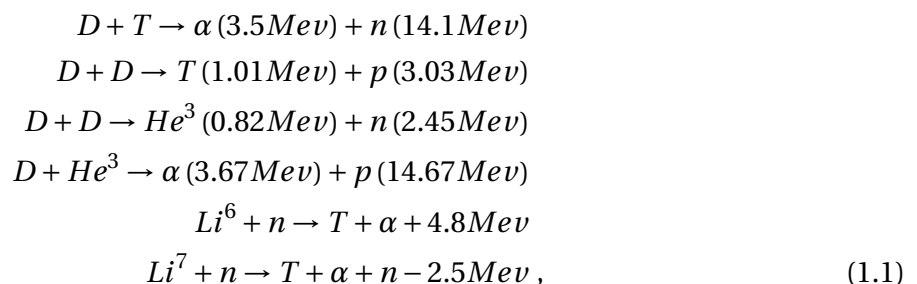 D + T → α (3.5Mev) + n (14.1Mev)
D + D → T (1.01Mev) + p (3.03Mev)
D + D → He³ (0.82Mev) + n (2.45Mev)
D + He³ → α (3.67Mev) + p (14.67Mev)
Li⁶ + n → T + α + 4.8Mev
Li⁷ + n → T + α + n − 2.5Mev , (1.1)